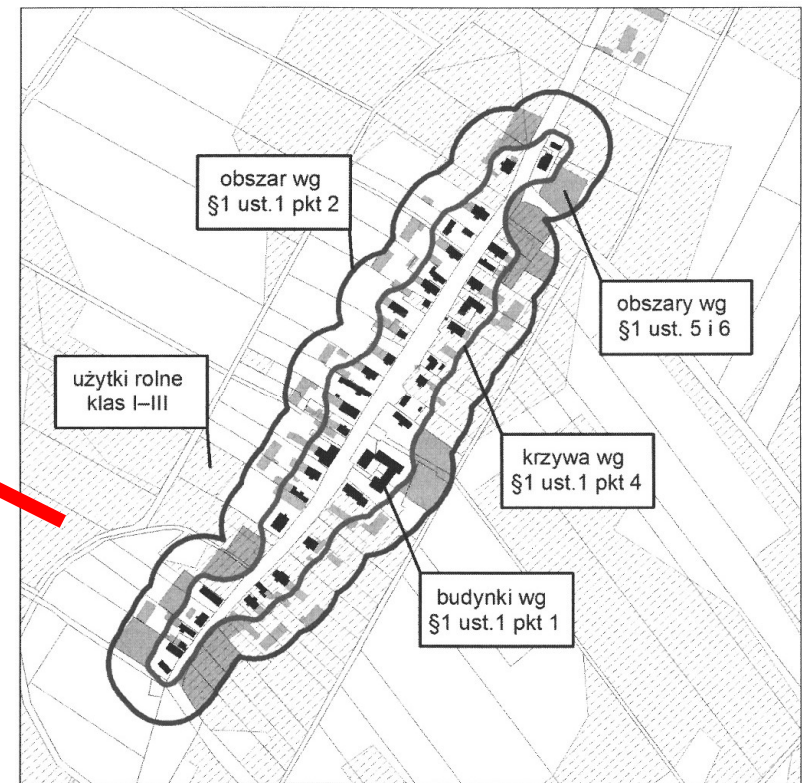 obszar wg
§1 ust.1 pkt 2
obszary wg
§1 ust. 5 i 6
użytki rolne
klas I–III
krzywa wg
§1 ust.1 pkt 4
budynki wg
§1 ust.1 pkt 1